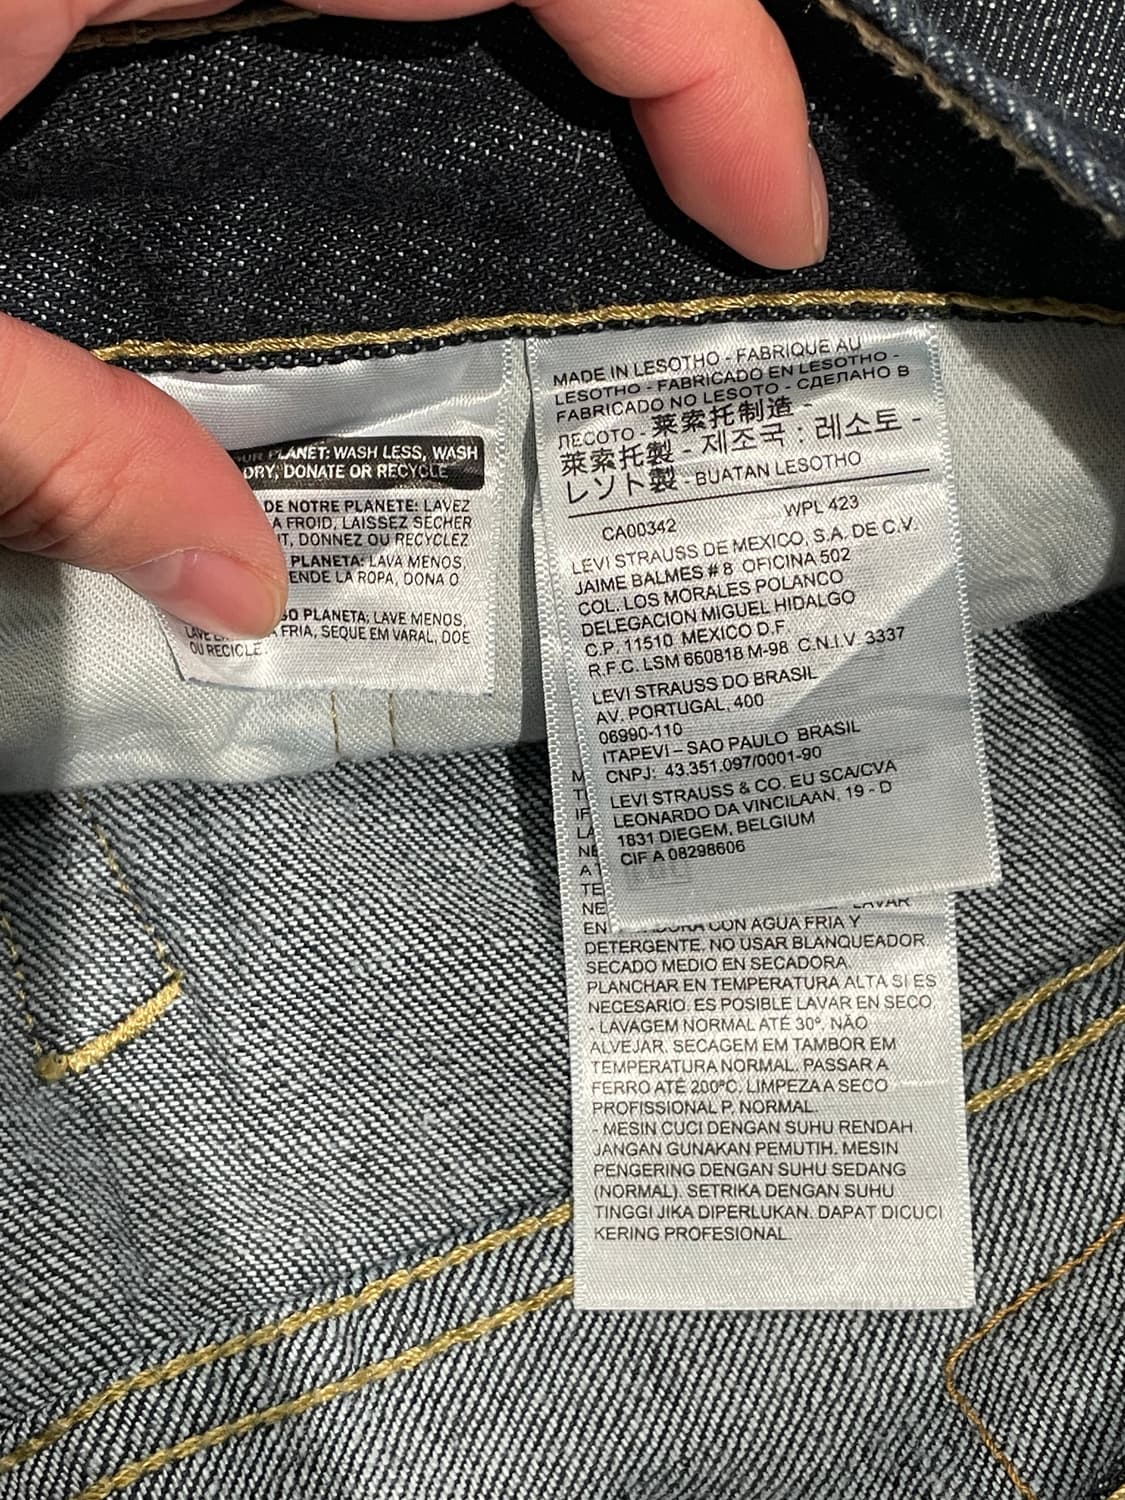 PLANET: WASH LESS, WASH
DRY, DONATE OR RECYCLE
DE NOTRE PLANETE: LAVEZ
A FROID, LAISSEZ SECHER
DONNEZ OU RECYCLEZ
PLANETA: LAVA MENOS,
LA ROPA, DONA O
PLANETA: LAVE MENOS,
FRIA, SEQUE EM VARAL, DOE
OU RECICLE
MADE IN LESOTHO - FABRIQUE AU
LESOTHO - FABRICADO EN LESOTHO -
FABRICADO NO LESOTO - СДЕЛАНО В
ЛЕСОТО - 莱索托制造 -
萊索托製 - 제조국 : 레소토 -
レソト製 - BUATAN LESOTHO
CA00342 WPL 423
LEVI STRAUSS DE MEXICO, S.A. DE C.V.
JAIME BALMES # 8 OFICINA 502
COL. LOS MORALES POLANCO
DELEGACION MIGUEL HIDALGO
C.P. 11510 MEXICO D.F.
R.F.C. LSM 660818 M-98 C.N.I.V. 3337
LEVI STRAUSS DO BRASIL
AV. PORTUGAL, 400
06990-110
ITAPEVI – SAO PAULO BRASIL
CNPJ: 43.351.097/0001-90
LEVI STRAUSS & CO. EU SCA/CVA
LEONARDO DA VINCILAAN, 19 - D
1831 DIEGEM, BELGIUM
CIF A 08298606
LAVAR
EN CON AGUA FRIA Y
DETERGENTE. NO USAR BLANQUEADOR.
SECADO MEDIO EN SECADORA.
PLANCHAR EN TEMPERATURA ALTA SI ES
NECESARIO. ES POSIBLE LAVAR EN SECO
- LAVAGEM NORMAL ATÉ 30º. NÃO
ALVEJAR. SECAGEM EM TAMBOR EM
TEMPERATURA NORMAL. PASSAR A
FERRO ATÉ 200ºC. LIMPEZA A SECO
PROFISSIONAL P. NORMAL.
- MESIN CUCI DENGAN SUHU RENDAH
JANGAN GUNAKAN PEMUTIH. MESIN
PENGERING DENGAN SUHU SEDANG
(NORMAL). SETRIKA DENGAN SUHU
TINGGI JIKA DIPERLUKAN. DAPAT DICUCI
KERING PROFESIONAL.